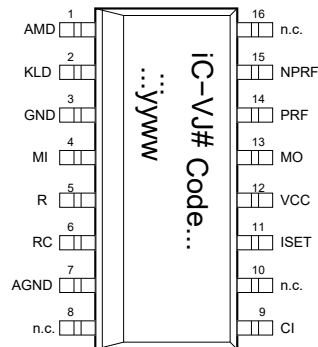 AMD 1 16 n.c.
KLD 2 15 NPRF
GND 3 14 PRF
MI 4 13 MO
R 5 12 VCC
RC 6 11 ISET
AGND 7 10 n.c.
n.c. 8 9 CI
iC-VJ# Code...
...
...yyww